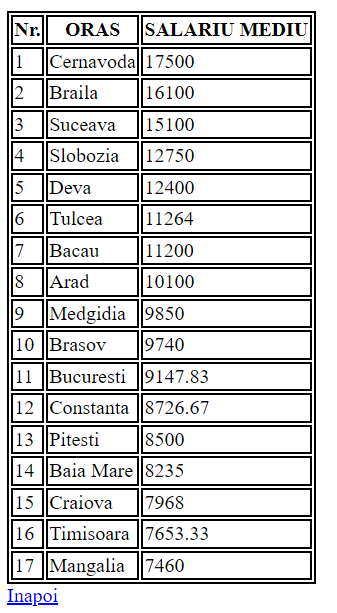 Nr. ORAS SALARIU MEDIU
1 Cernavoda 17500
2 Braila 16100
3 Suceava 15100
4 Slobozia 12750
5 Deva 12400
6 Tulcea 11264
7 Bacau 11200
8 Arad 10100
9 Medgidia 9850
10 Brasov 9740
11 Bucuresti 9147.83
12 Constanta 8726.67
13 Pitesti 8500
14 Baia Mare 8235
15 Craiova 7968
16 Timisoara 7653.33
17 Mangalia 7460
Inapoi